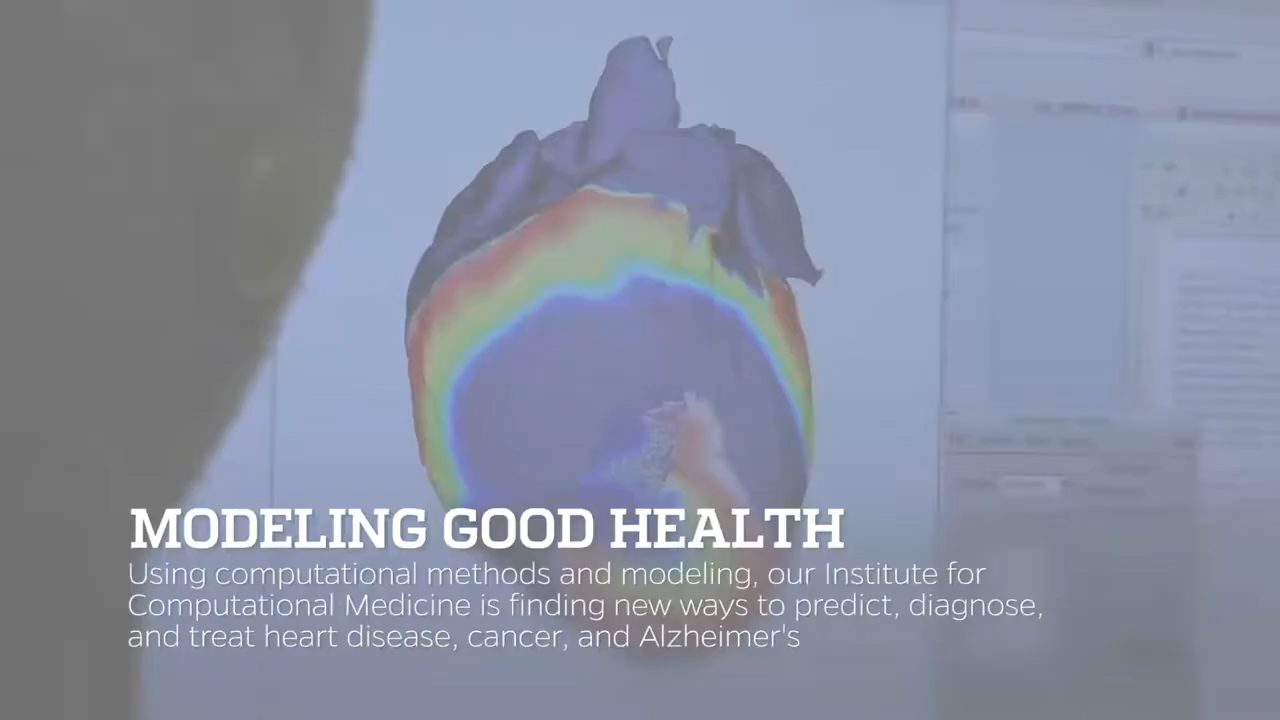 MODELING GOOD HEALTH
Using computational methods and modeling, our Institute for
Computational Medicine is finding new ways to predict, diagnose,
and treat heart disease, cancer, and Alzheimer's